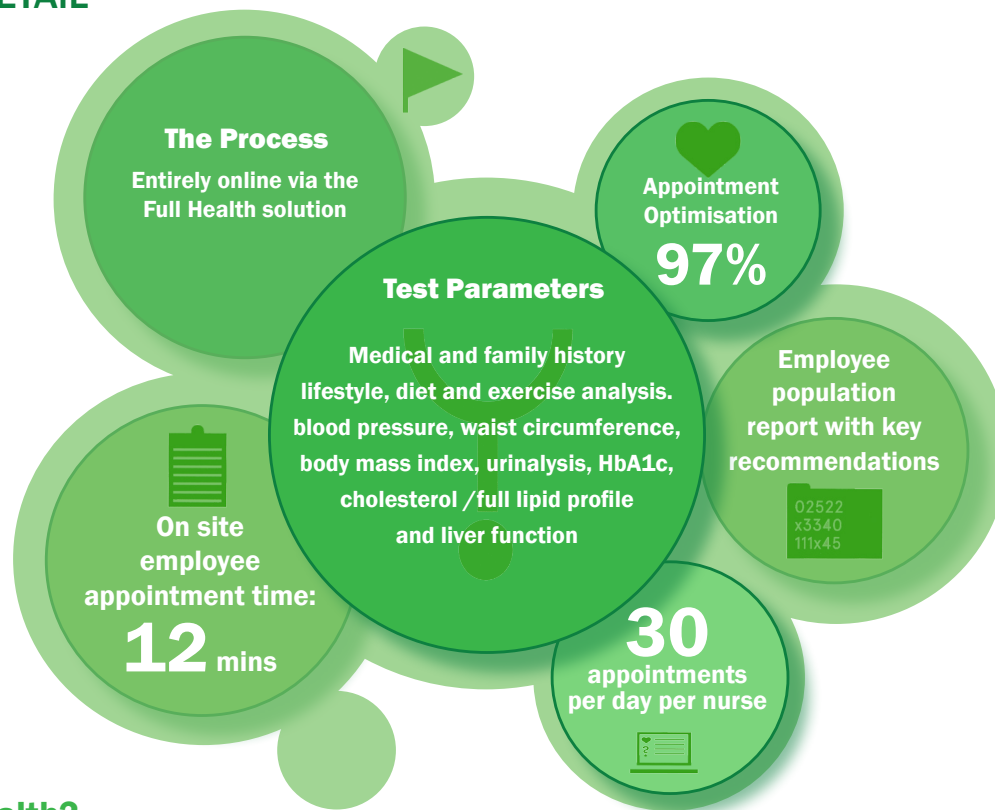 The Process
Entirely online via the
Full Health solution
Appointment
Optimisation
97%
Test Parameters
Medical and family history
lifestyle, diet and exercise analysis.
blood pressure, waist circumference,
body mass index, urinalysis, HbA1c,
cholesterol /full lipid profile
and liver function
Employee
population
report with key
recommendations
02522
x3340
111x45
On site
employee
appointment time:
12 mins
30
appointments
per day per nurse
?